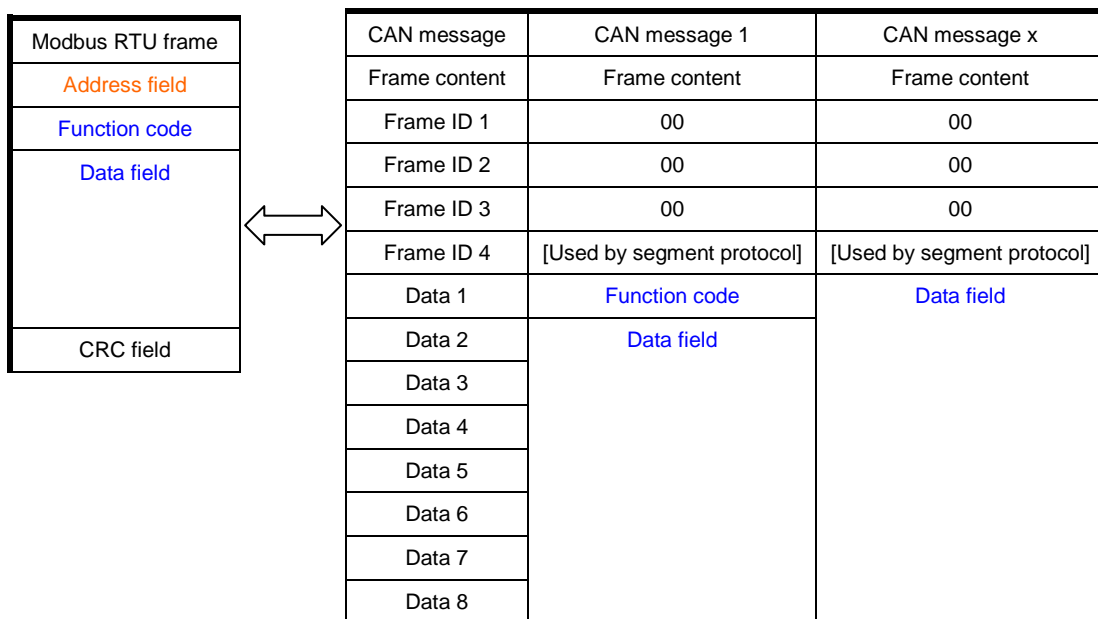 Modbus RTU frame
Address field
Function code
Data field
CRC field
CAN message CAN message 1 CAN message x
Frame content Frame content Frame content
Frame ID 1 00 00
Frame ID 2 00 00
Frame ID 3 00 00
Frame ID 4 [Used by segment protocol] [Used by segment protocol]
Data 1 Function code Data field
Data 2 Data field
Data 3
Data 4
Data 5
Data 6
Data 7
Data 8